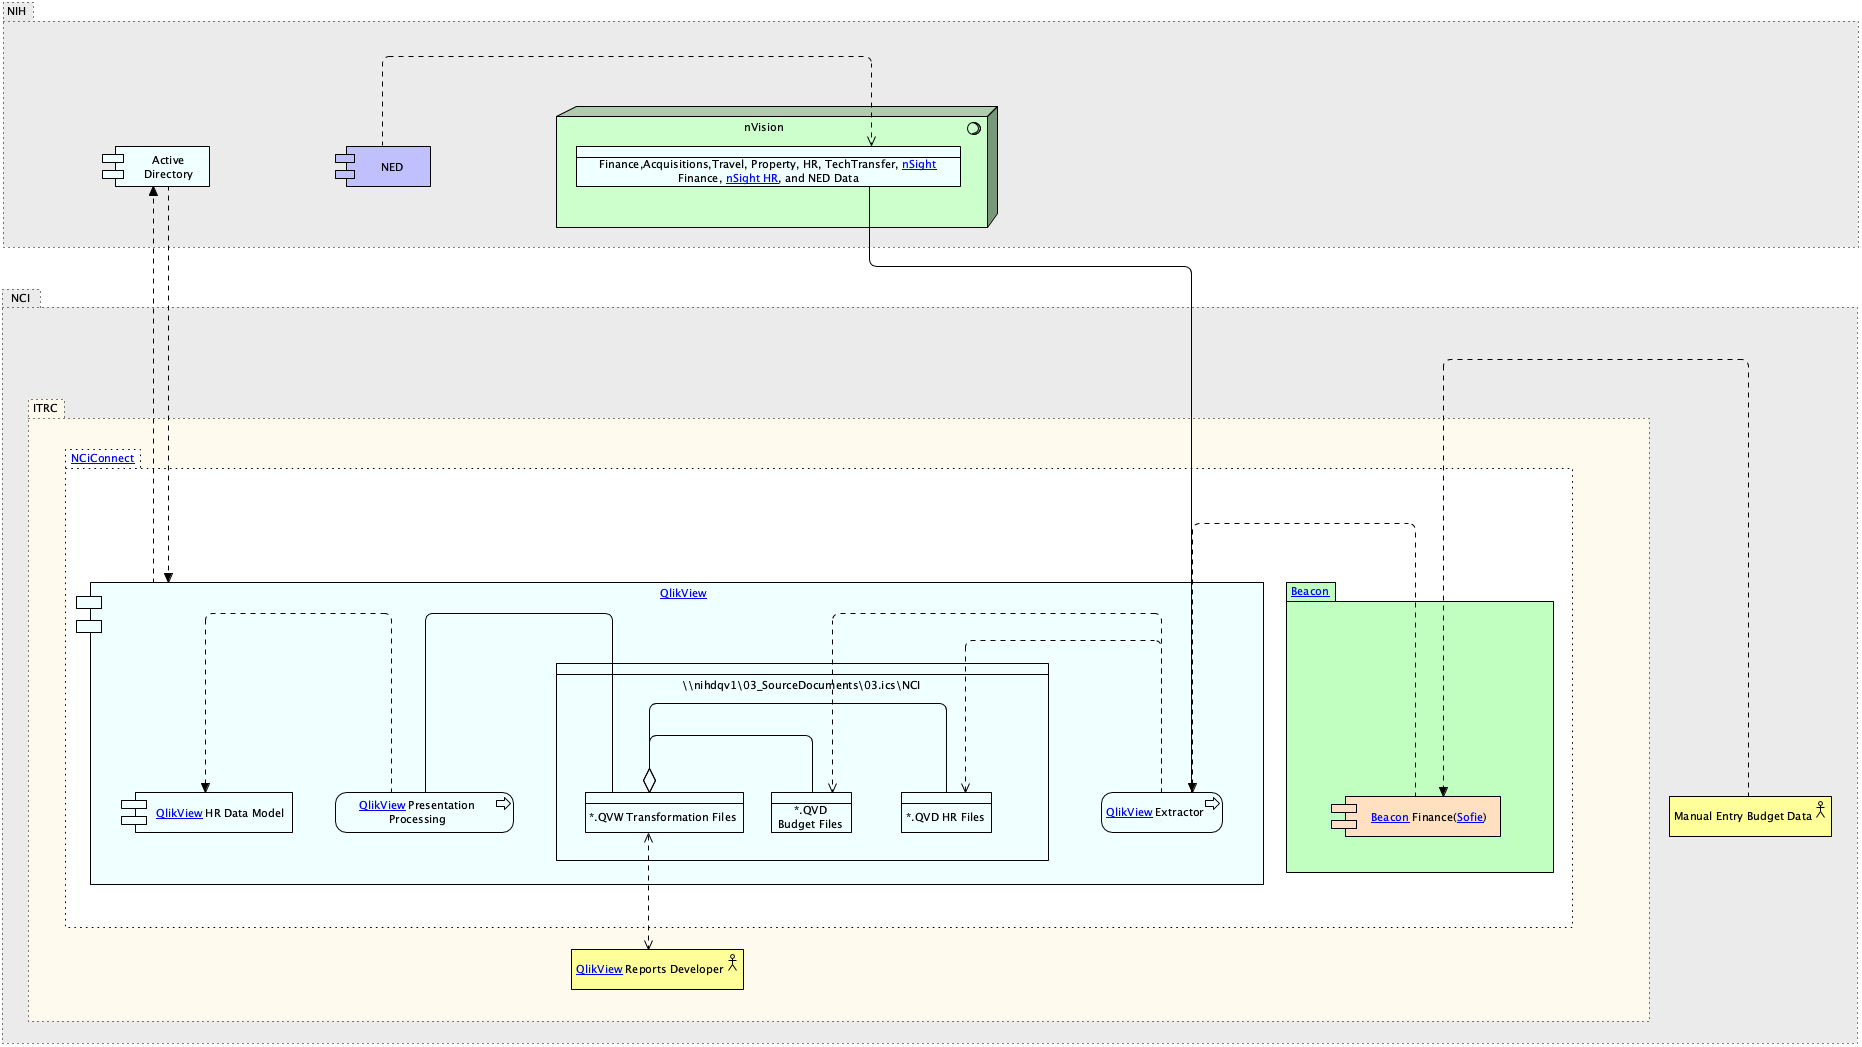 NIH
nVision
Active
Directory
NED
Finance,Acquisitions,Travel, Property, HR, TechTransfer, nSight
Finance, nSight HR, and NED Data
NCI
ITRC
NCiConnect
QlikView
Beacon
\\nihdqv1\03_SourceDocuments\03.ics\NCI
QlikView HR Data Model
QlikView Presentation
Processing
*.QVW Transformation Files
*.QVD
Budget Files
*.QVD HR Files
QlikView Extractor
Beacon Finance(Sofie)
Manual Entry Budget Data
QlikView Reports Developer